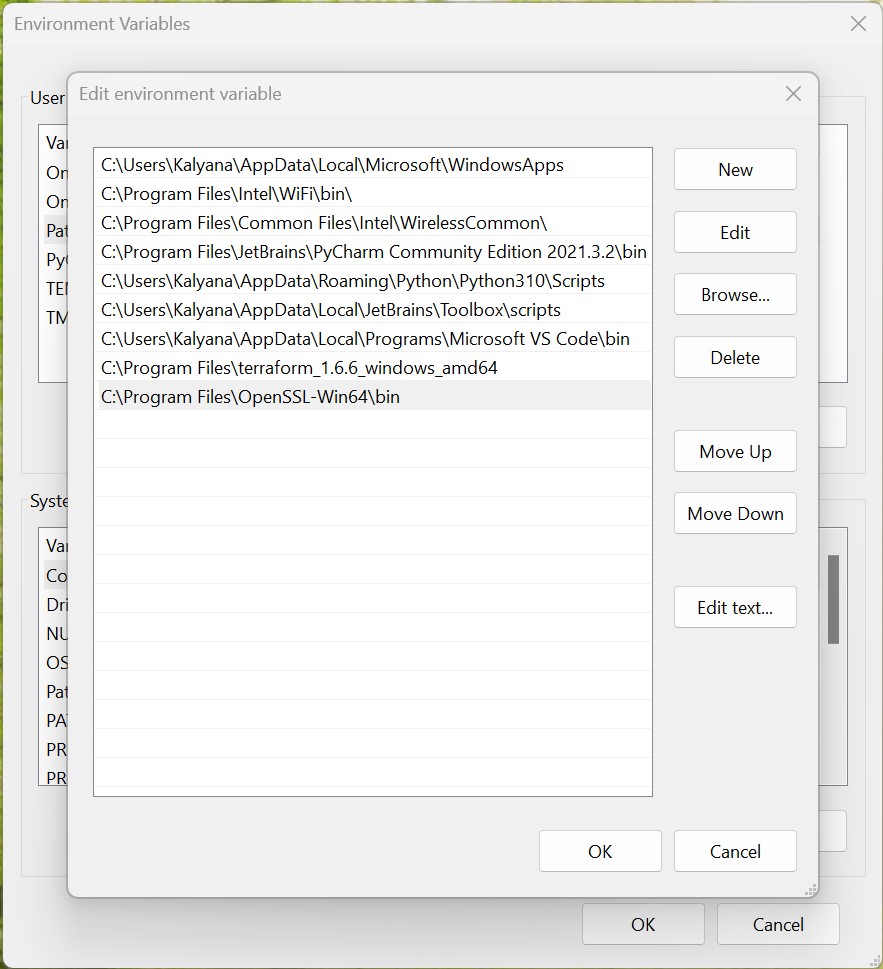 Environment Variables
User
Edit environment variable
Var
On
On
Pat
PyC
TEM
TM
C:\Users\Kalyana\AppData\Local\Microsoft\WindowsApps
C:\Program Files\Intel\WiFi\bin\
C:\Program Files\Common Files\Intel\WirelessCommon\
C:\Program Files\JetBrains\PyCharm Community Edition 2021.3.2\bin
C:\Users\Kalyana\AppData\Roaming\Python\Python310\Scripts
C:\Users\Kalyana\AppData\Local\JetBrains\Toolbox\scripts
C:\Users\Kalyana\AppData\Local\Programs\Microsoft VS Code\bin
C:\Program Files\terraform_1.6.6_windows_amd64
C:\Program Files\OpenSSL-Win64\bin
New
Edit
Browse...
Delete
Move Up
Move Down
Edit text...
Syste
Var
Co
Dri
NU
OS
Pat
PA
PR
PR
OK
Cancel
OK
Cancel